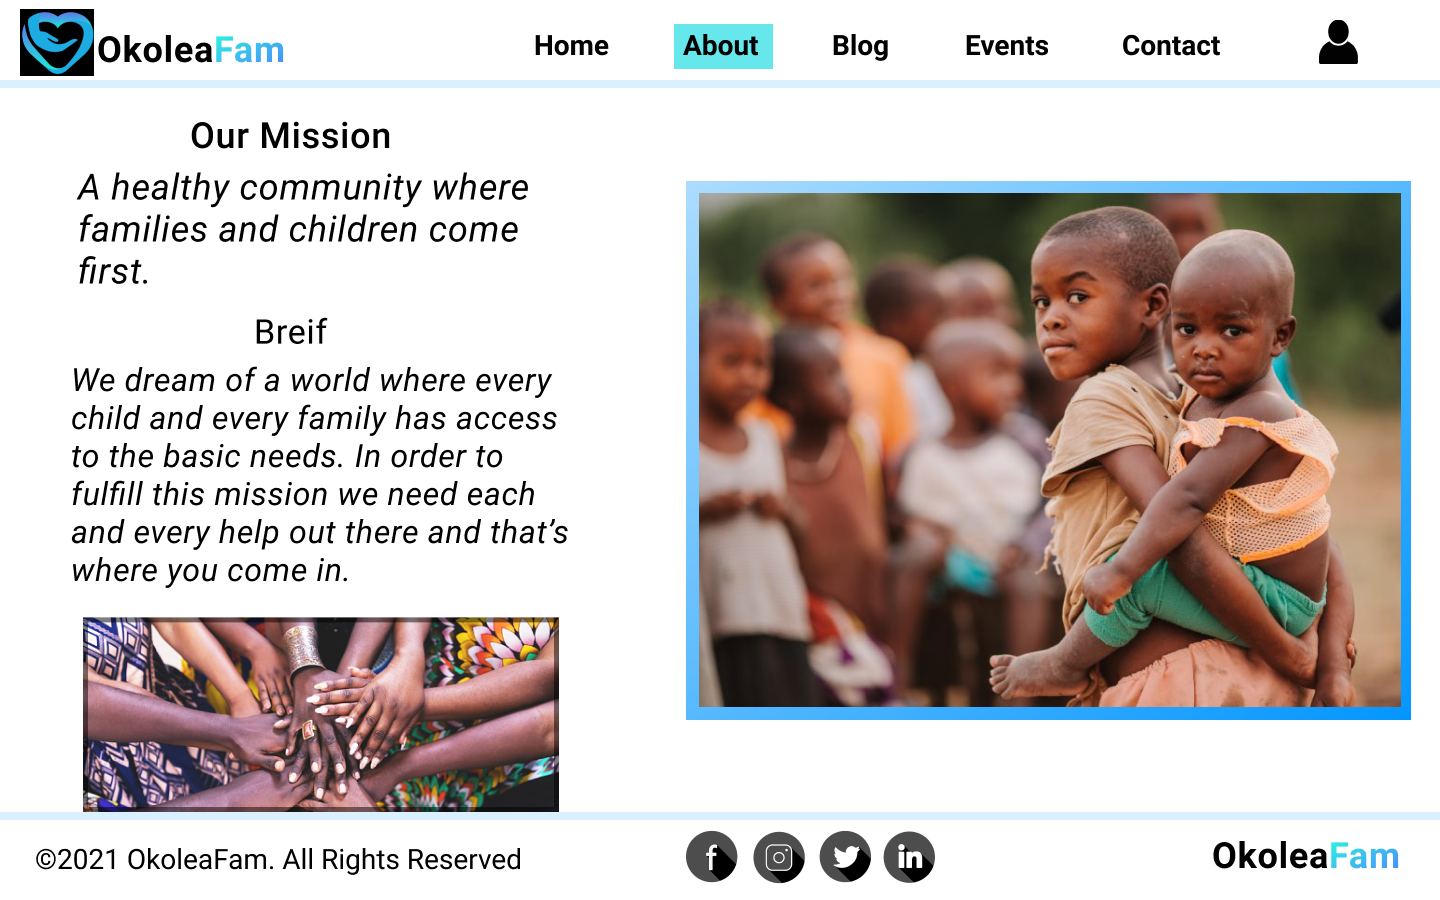 OkoleaFam
Home
About
Blog
Events
Contact
Our Mission
A healthy community where
families and children come
first.
Breif
We dream of a world where every
child and every family has access
to the basic needs. In order to
fulfill this mission we need each
and every help out there and that’s
where you come in.
©2021 OkoleaFam. All Rights Reserved
f
in
OkoleaFam